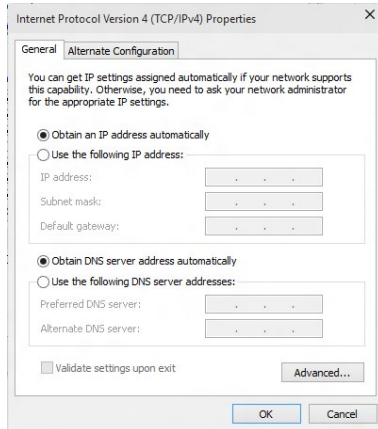 Internet Protocol Version 4 (TCP/IPv4) Properties
General
Alternate Configuration
You can get IP settings assigned automatically if your network supports
this capability. Otherwise, you need to ask your network administrator
for the appropriate IP settings.
Obtain an IP address automatically
Use the following IP address:
IP address:
Subnet mask:
Default gateway:
Obtain DNS server address automatically
Use the following DNS server addresses:
Preferred DNS server:
Alternate DNS server:
Validate settings upon exit
Advanced...
OK
Cancel